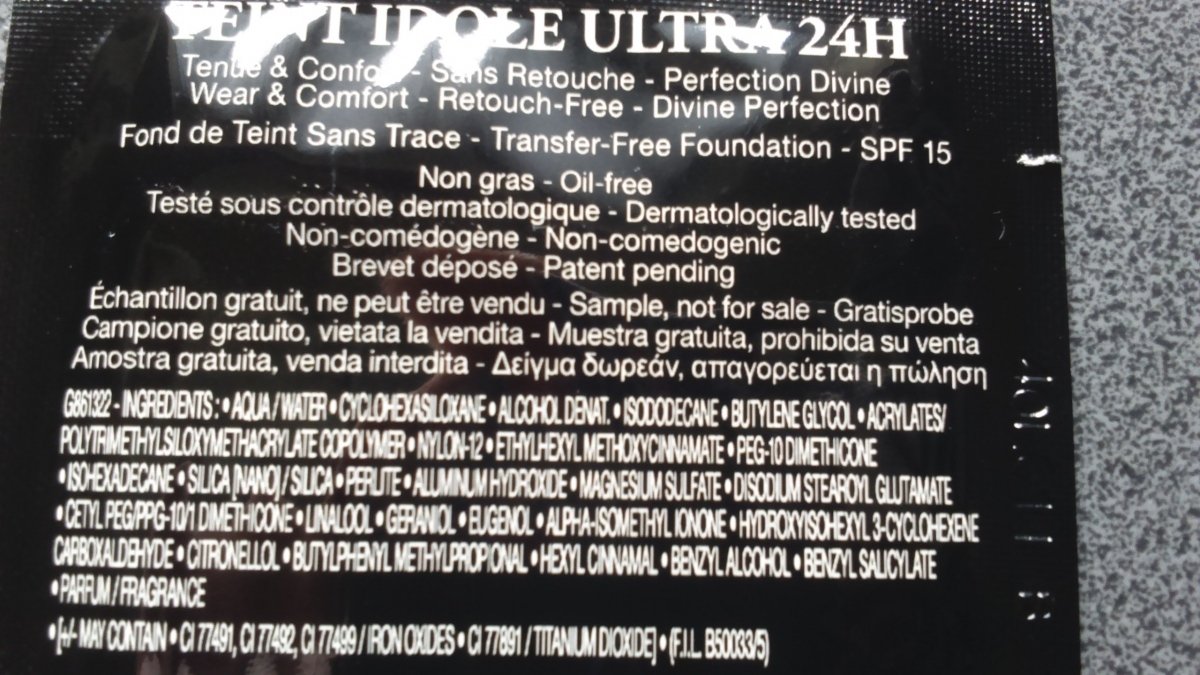 TEINT IDOLE ULTRA 24H
Tenue & Confort - Sans Retouche - Perfection Divine
Wear & Comfort - Retouch-Free - Divine Perfection
Fond de Teint Sans Trace - Transfer-Free Foundation - SPF 15
Non gras - Oil-free
Testé sous contrôle dermatologique - Dermatologically tested
Non-comédogène - Non-comedogenic
Brevet déposé - Patent pending
Échantillon gratuit, ne peut être vendu - Sample, not for sale - Gratisprobe
Campione gratuito, vietata la vendita - Muestra gratuita, prohibida su venta
Amostra gratuita, venda interdita - Δείγμα δωρεάν, απαγορεύεται η πώληση
G861322 - INGREDIENTS : • AQUA / WATER • CYCLOHEXASILOXANE • ALCOHOL DENAT. • ISODODECANE • BUTYLENE GLYCOL • ACRYLATES/
POLYTRIMETHYLSILOXYMETHACRYLATE COPOLYMER • NYLON-12 • ETHYLHEXYL METHOXYCINNAMATE • PEG-10 DIMETHICONE
• ISOHEXADECANE • SILICA [NANO] / SILICA • PERLITE • ALUMINUM HYDROXIDE • MAGNESIUM SULFATE • DISODIUM STEAROYL GLUTAMATE
• CETYL PEG/PPG-10/1 DIMETHICONE • LINALOOL • GERANIOL • EUGENOL • ALPHA-ISOMETHYL IONONE • HYDROXYISOHEXYL 3-CYCLOHEXENE
CARBOXALDEHYDE • CITRONELLOL • BUTYLPHENYL METHYLPROPIONAL • HEXYL CINNAMAL • BENZYL ALCOHOL • BENZYL SALICYLATE
• PARFUM / FRAGRANCE
• [+/- MAY CONTAIN • CI 77491, CI 77492, CI 77499 / IRON OXIDES • CI 77891 / TITANIUM DIOXIDE] • (F.I.L. B50033/5)